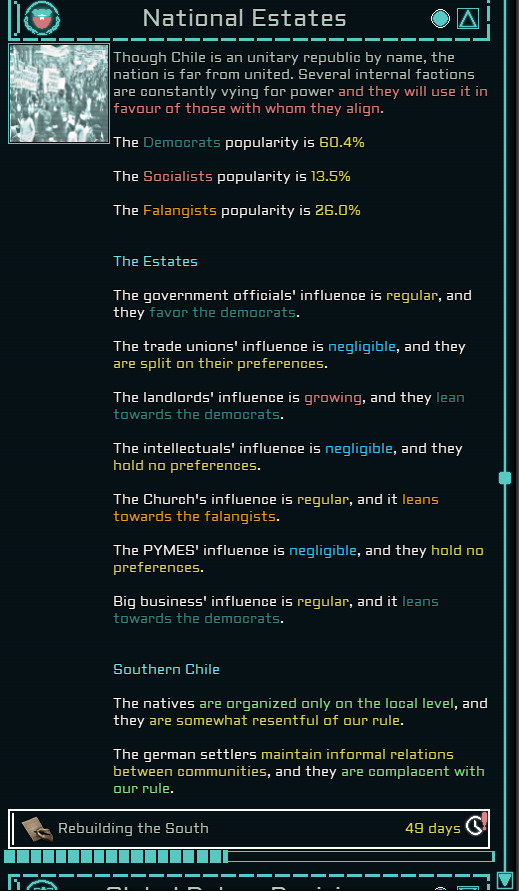 National Estates
Though Chile is an unitary republic by name, the
nation is far from united. Several internal factions
are constantly vying for power and they will use it in
favour of those with whom they align.
The Democrats popularity is 60.4%
The Socialists popularity is 13.5%
The Falangists popularity is 26.0%
The Estates
The government officials' influence is regular, and
they favor the democrats.
The trade unions' influence is negligible, and they
are split on their preferences.
The landlords' influence is growing, and they lean
towards the democrats.
The intellectuals' influence is negligible, and they
hold no preferences.
The Church's influence is regular, and it leans
towards the falangists.
The PYMES' influence is negligible, and they hold no
preferences.
Big business' influence is regular, and it leans
towards the democrats.
Southern Chile
The natives are organized only on the local level, and
they are somewhat resentful of our rule.
The german settlers maintain informal relations
between communities, and they are complacent with
our rule.
Rebuilding the South 49 days